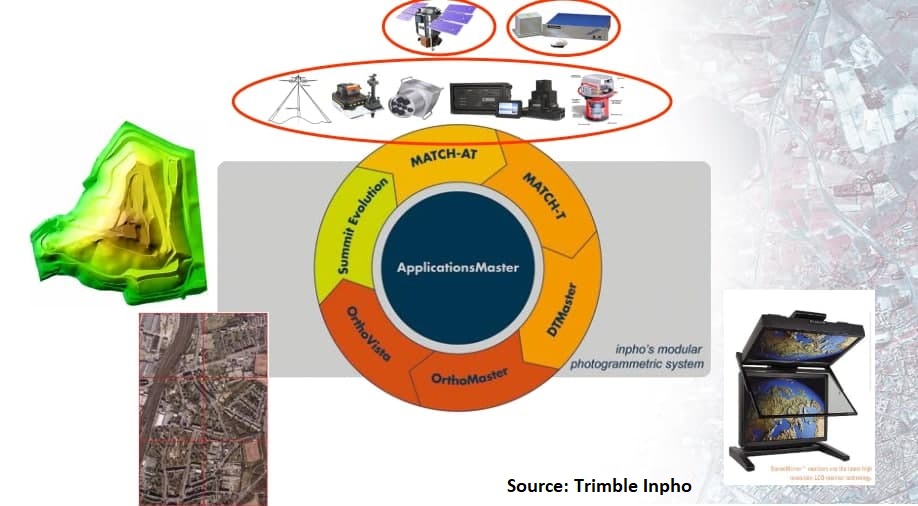 MATCH-AT
MATCH-T
Summit Evolution
ApplicationsMaster
DTMaster
OrthoVista
OrthoMaster
inpho's modular
photogrammetric system
StereoMirror™ monitors use the latest high
resolution LCD monitor technology.
Source: Trimble Inpho